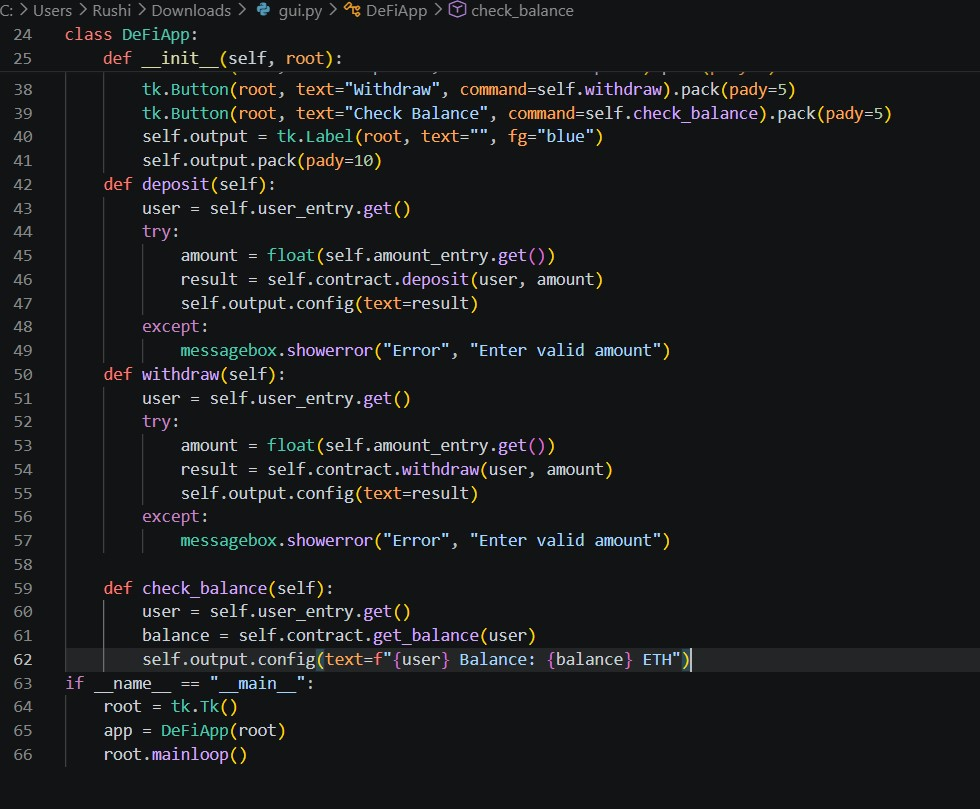 C: > Users > Rushi > Downloads > gui.py > DeFiApp > check_balance
24 class DeFiApp:
25     def __init__(self, root):
38         tk.Button(root, text="Withdraw", command=self.withdraw).pack(pady=5)
39         tk.Button(root, text="Check Balance", command=self.check_balance).pack(pady=5)
40         self.output = tk.Label(root, text="", fg="blue")
41         self.output.pack(pady=10)
42     def deposit(self):
43         user = self.user_entry.get()
44         try:
45             amount = float(self.amount_entry.get())
46             result = self.contract.deposit(user, amount)
47             self.output.config(text=result)
48         except:
49             messagebox.showerror("Error", "Enter valid amount")
50     def withdraw(self):
51         user = self.user_entry.get()
52         try:
53             amount = float(self.amount_entry.get())
54             result = self.contract.withdraw(user, amount)
55             self.output.config(text=result)
56         except:
57             messagebox.showerror("Error", "Enter valid amount")
58
59     def check_balance(self):
60         user = self.user_entry.get()
61         balance = self.contract.get_balance(user)
62         self.output.config(text=f"{user} Balance: {balance} ETH")
63 if __name__ == "__main__":
64     root = tk.Tk()
65     app = DeFiApp(root)
66     root.mainloop()